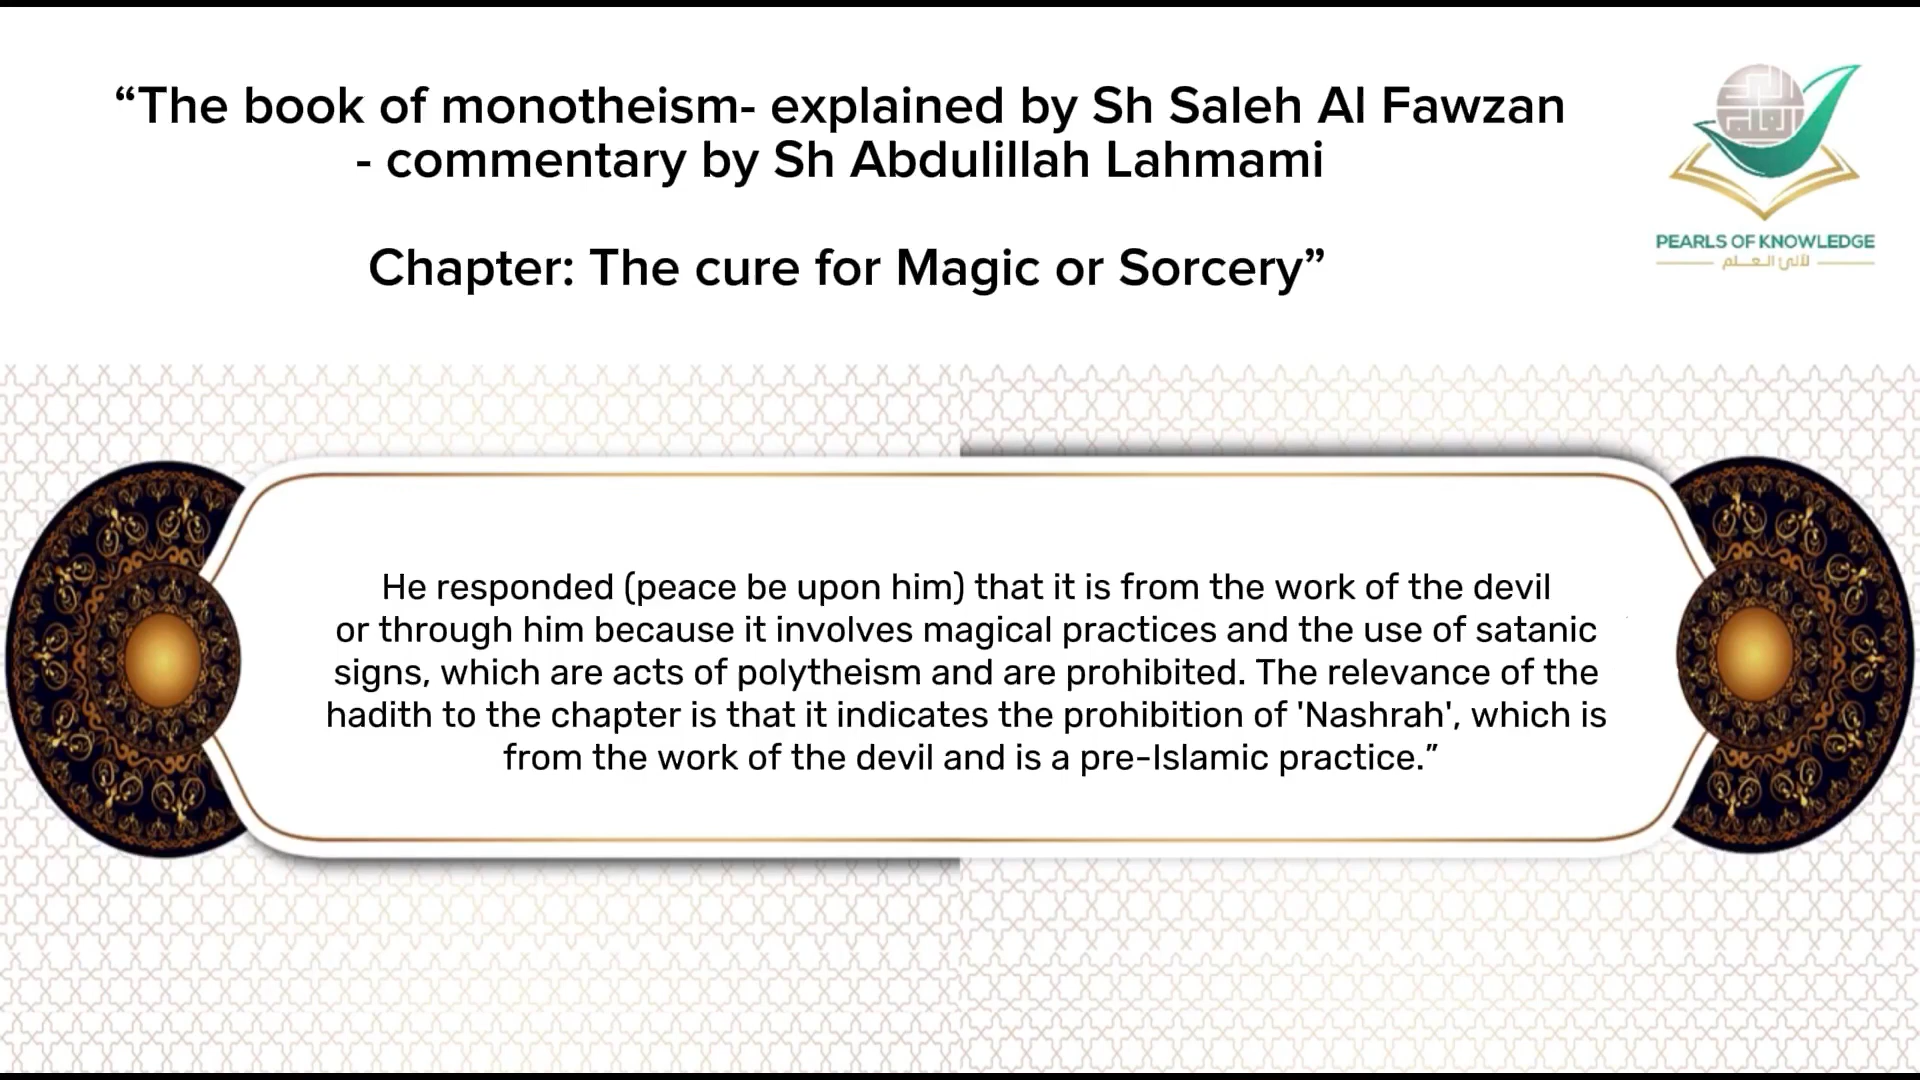 “The book of monotheism- explained by Sh Saleh Al Fawzan
- commentary by Sh Abdulillah Lahmami
Chapter: The cure for Magic or Sorcery”
PEARLS OF KNOWLEDGE
لآلئ العلم
He responded (peace be upon him) that it is from the work of the devil
or through him because it involves magical practices and the use of satanic
signs, which are acts of polytheism and are prohibited. The relevance of the
hadith to the chapter is that it indicates the prohibition of 'Nashrah', which is
from the work of the devil and is a pre-Islamic practice.”